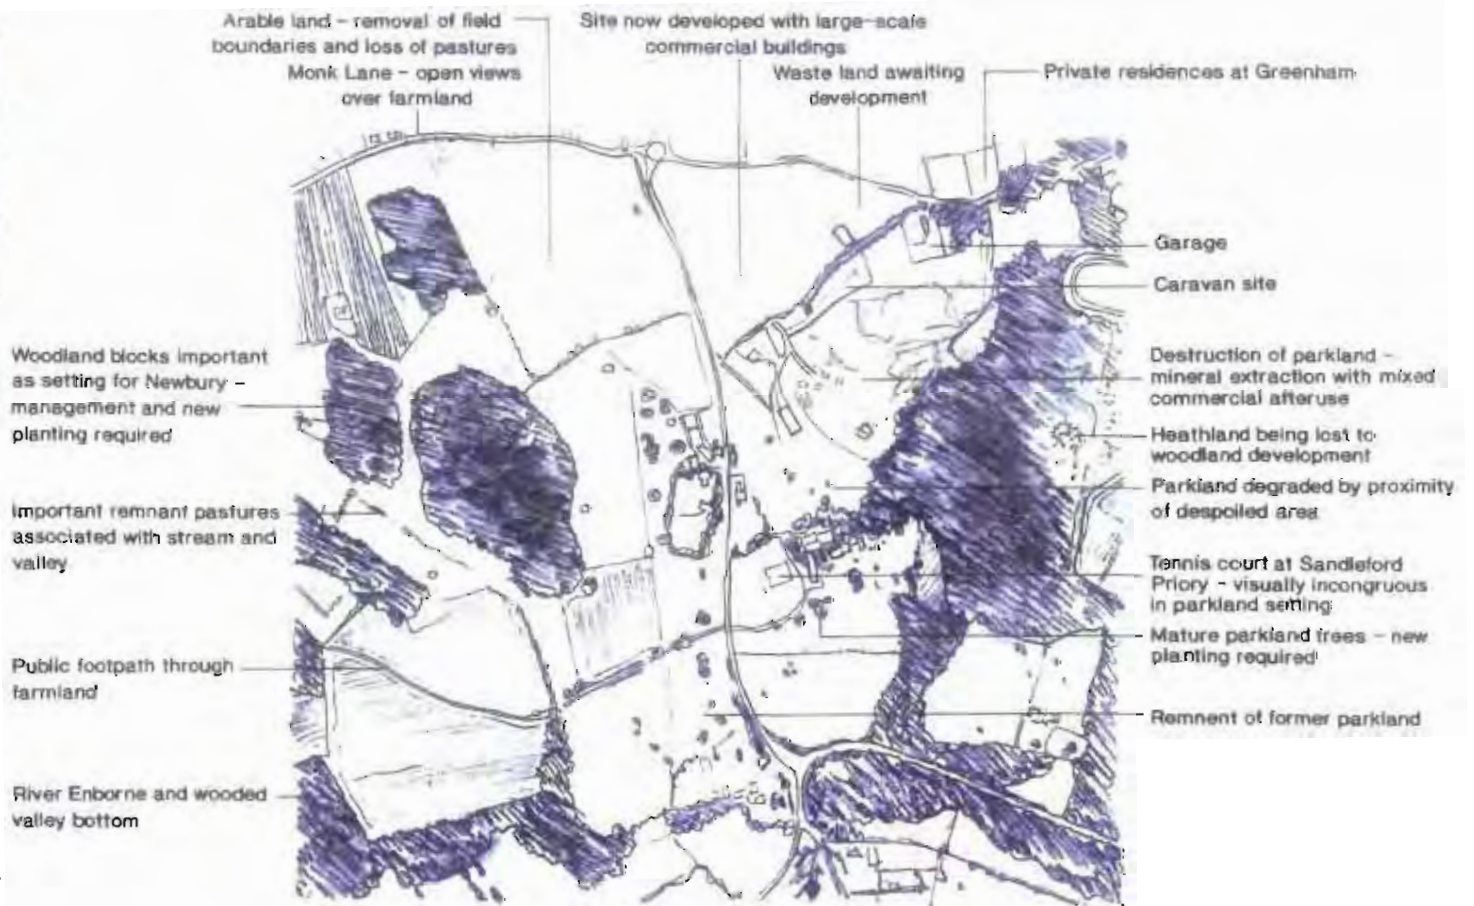 Arable land - removal of field
boundaries and loss of pastures
Monk Lane - open views
over farmland
Site now developed with large-scale
commercial buildings
Waste land awaiting
development
Private residences at Greenham
Garage
Caravan site
Woodland blocks important
as setting for Newbury -
management and new
planting required
Destruction of parkland -
mineral extraction with mixed
commercial afteruse
Heathland being lost to
woodland development
Important remnant pastures
associated with stream and
valley
Parkland degraded by proximity
of despoiled area
Tennis court at Sandleford
Priory - visually incongruous
in parkland setting
Public footpath through
farmland
Mature parkland trees - new
planting required
Remnent of former parkland
River Enborne and wooded
valley bottom